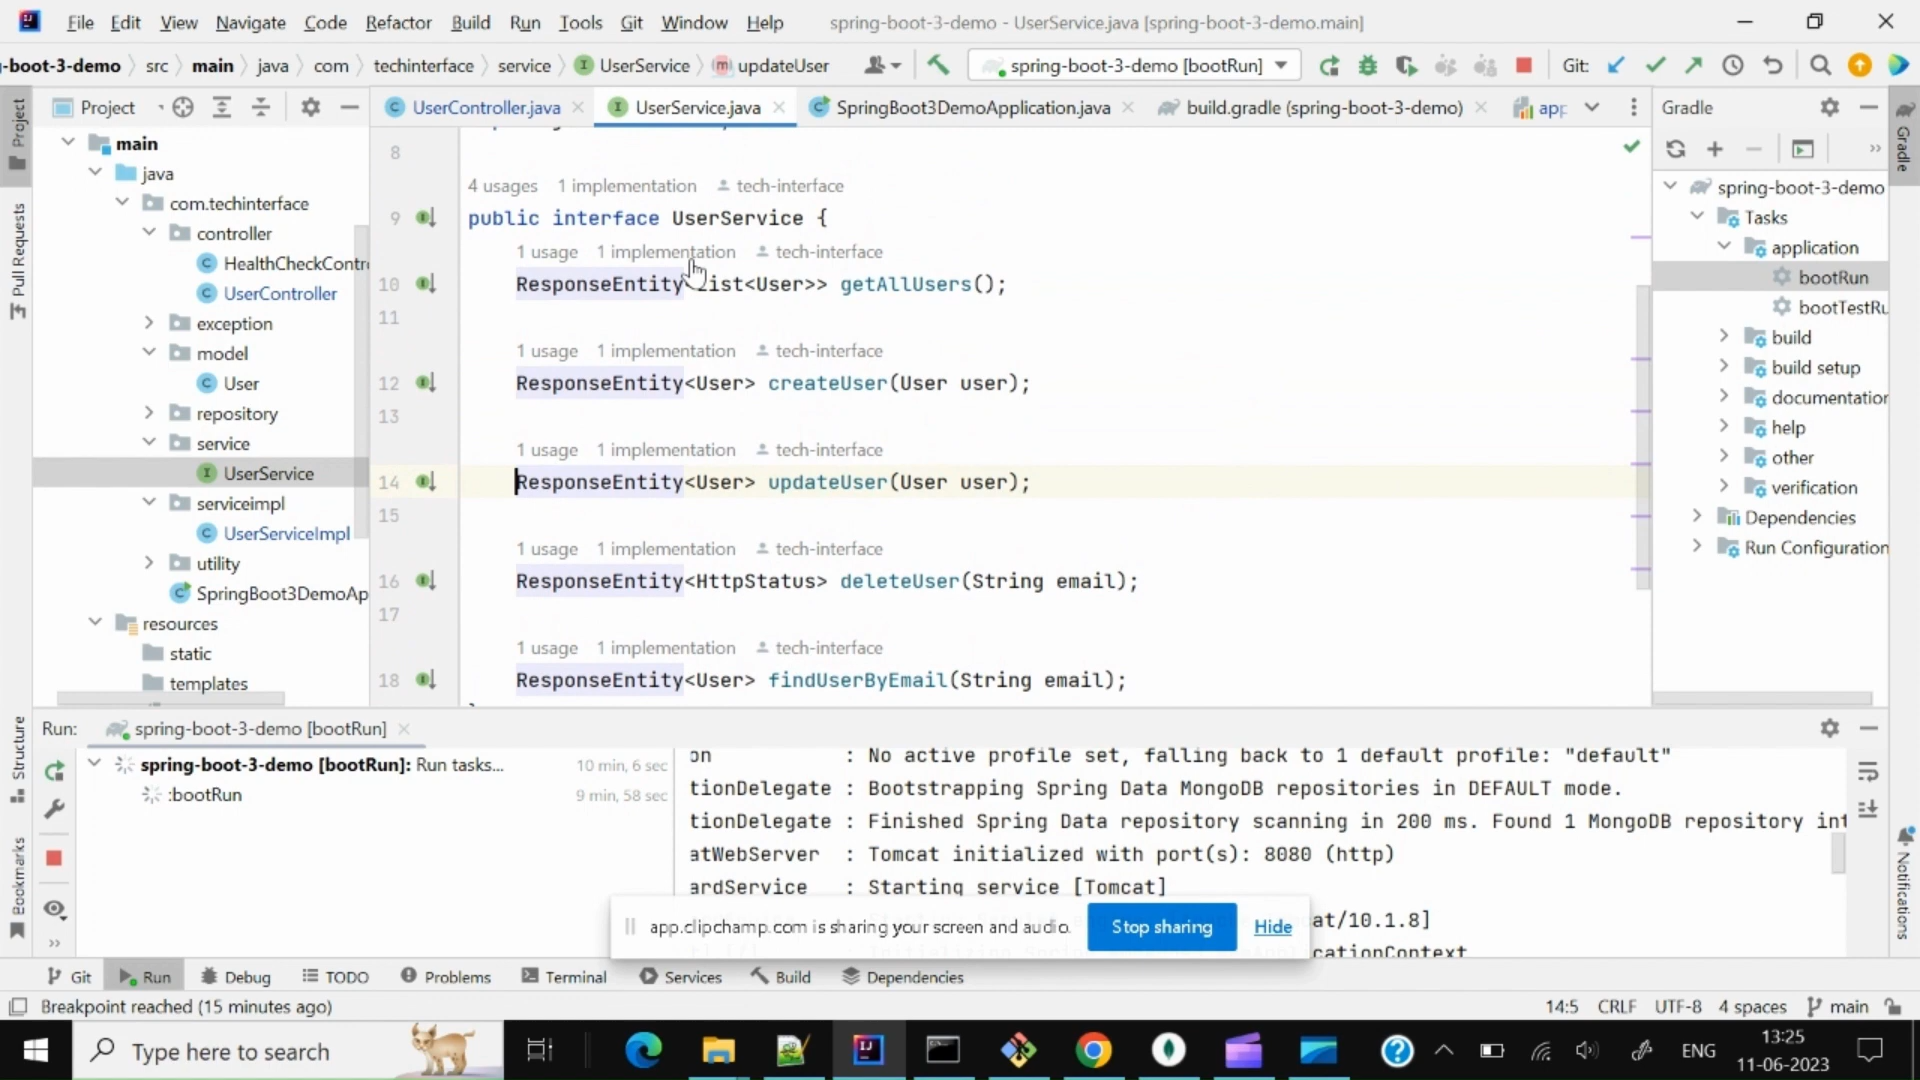 File Edit View Navigate Code Refactor Build Run Tools Git Window Help spring-boot-3-demo - UserService.java [spring-boot-3-demo.main]
-boot-3-demo src main java com techinterface service UserService updateUser spring-boot-3-demo [bootRun] Git:
Project UserController.java UserService.java SpringBoot3DemoApplication.java build.gradle (spring-boot-3-demo) app Gradle
Project
Pull Requests
Structure
Bookmarks
main
java
com.techinterface
controller
HealthCheckContr
UserController
exception
model
User
repository
service
UserService
serviceimpl
UserServiceImpl
utility
SpringBoot3DemoAp
resources
static
templates
8
4 usages 1 implementation tech-interface
9 public interface UserService {
1 usage 1 implementation tech-interface
10 ResponseEntity<List<User>> getAllUsers();
11
1 usage 1 implementation tech-interface
12 ResponseEntity<User> createUser(User user);
13
1 usage 1 implementation tech-interface
14 ResponseEntity<User> updateUser(User user);
15
1 usage 1 implementation tech-interface
16 ResponseEntity<HttpStatus> deleteUser(String email);
17
1 usage 1 implementation tech-interface
18 ResponseEntity<User> findUserByEmail(String email);
spring-boot-3-demo
Tasks
application
bootRun
bootTestRu
build
build setup
documentation
help
other
verification
Dependencies
Run Configuration
Gradle
Notifications
Run: spring-boot-3-demo [bootRun]
spring-boot-3-demo [bootRun]: Run tasks... 10 min, 6 sec
:bootRun 9 min, 58 sec
on : No active profile set, falling back to 1 default profile: "default"
tionDelegate : Bootstrapping Spring Data MongoDB repositories in DEFAULT mode.
tionDelegate : Finished Spring Data repository scanning in 200 ms. Found 1 MongoDB repository int
atWebServer : Tomcat initialized with port(s): 8080 (http)
ardService : Starting service [Tomcat]
cat/10.1.8]
cationContext
app.clipchamp.com is sharing your screen and audio. Stop sharing Hide
Git Run Debug TODO Problems Terminal Services Build Dependencies
Breakpoint reached (15 minutes ago) 14:5 CRLF UTF-8 4 spaces main
Type here to search ENG 13:25
11-06-2023